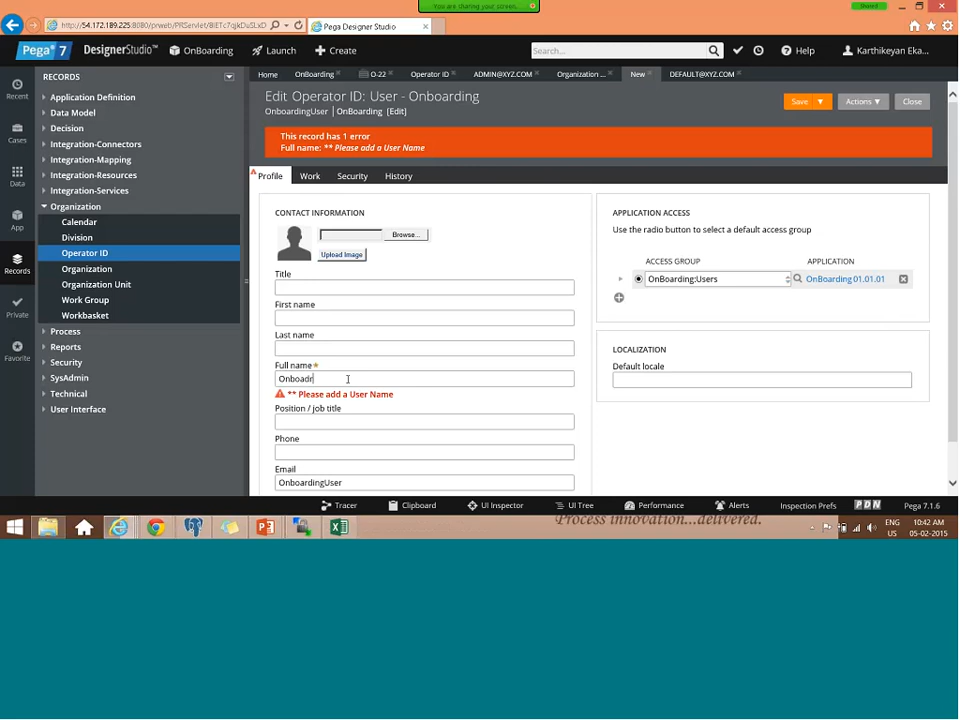 You are sharing your screen.
http://54.172.189.225:8080/prweb/PRServlet/
Pega Designer Studio
PEGA 7 DesignerStudio™ OnBoarding Launch Create
Search... Help Karthikeyan Eka...
Home OnBoarding O-22 Operator ID ADMIN@XYZ.COM Organization ... New DEFAULT@XYZ.COM
Recent
Cases
Data
App
Records
Private
Favorite
RECORDS
Application Definition
Data Model
Decision
Integration-Connectors
Integration-Mapping
Integration-Resources
Integration-Services
Organization
Calendar
Division
Operator ID
Organization
Organization Unit
Work Group
Workbasket
Process
Reports
Security
SysAdmin
Technical
User Interface
Edit Operator ID: User - Onboarding
OnboardingUser OnBoarding [Edit]
Save Actions Close
This record has 1 error
Full name: ** Please add a User Name
Profile Work Security History
CONTACT INFORMATION
Browse...
Upload Image
Title
First name
Last name
Full name*
Onboadr
** Please add a User Name
Position / job title
Phone
Email
OnboardingUser
APPLICATION ACCESS
Use the radio button to select a default access group
ACCESS GROUP APPLICATION
OnBoarding:Users OnBoarding 01.01.01
LOCALIZATION
Default locale
Tracer Clipboard UI Inspector UI Tree Performance Alerts Inspection Prefs PDN Pega 7.1.6
Process innovation...delivered.
ENG
US
10:42 AM
05-02-2015